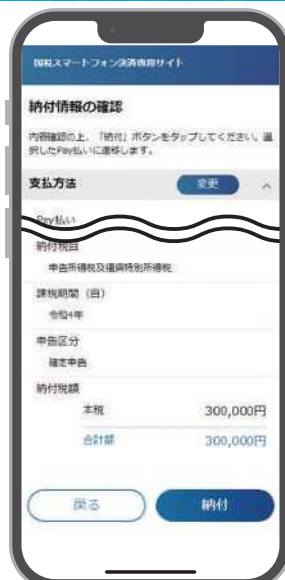 国税スマートフォン決済専用サイト
納付情報の確認
内容確認の上、「納付」ボタンをタップしてください。選
択したPay払いに遷移します。
支払方法
変更
Pay払い
納付税目
申告所得税及復興特別所得税
課税期間（自）
令和4年
申告区分
確定申告
納付税額
本税 300,000円
合計額 300,000円
戻る
納付